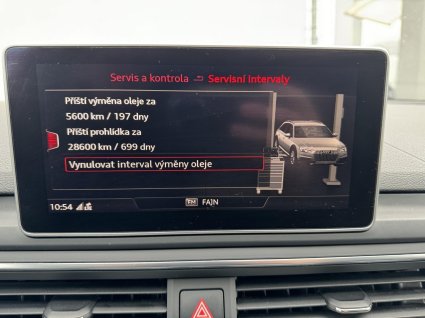 Servis a kontrola Servisní intervaly
Příští výměna oleje za
5600 km / 197 dny
Příští prohlídka za
28600 km / 699 dny
Vynulovat interval výměny oleje
10:54
FM FAJN